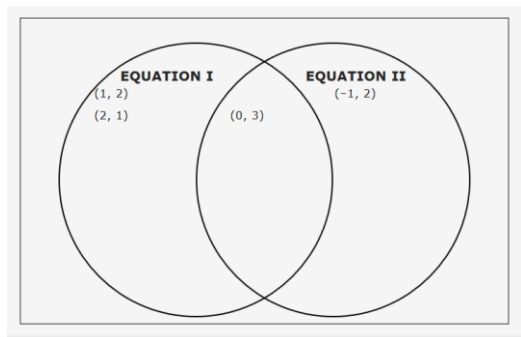 EQUATION I
(1, 2)
(2, 1)
(0, 3)
EQUATION II
(−1, 2)